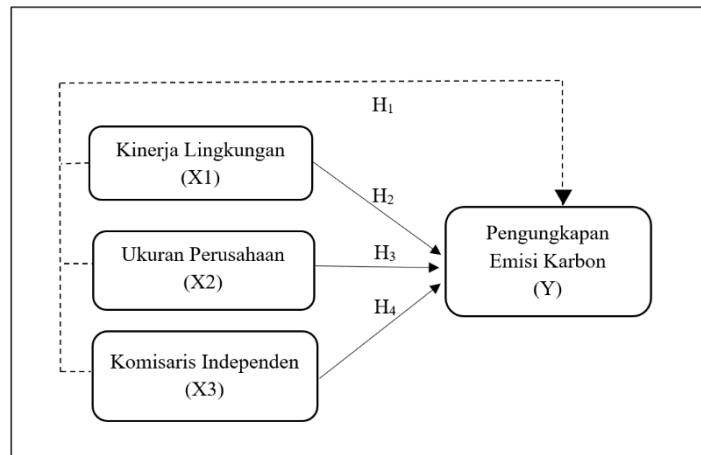 H₁
Kinerja Lingkungan
(X1)
H₂
Ukuran Perusahaan
(X2)
H₃
Pengungkapan
Emisi Karbon
(Y)
H₄
Komisaris Independen
(X3)